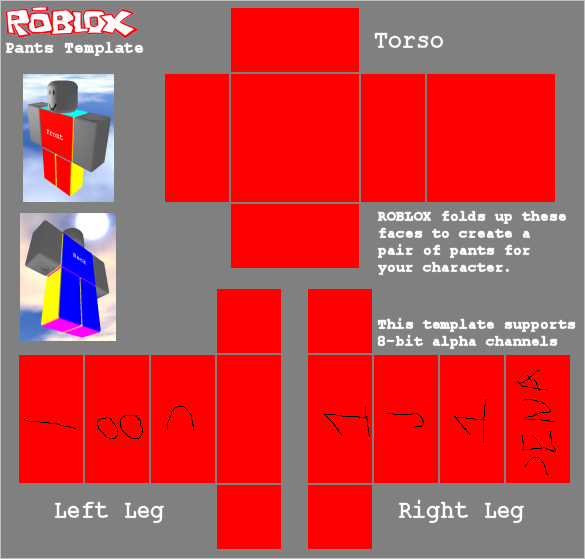 ROBLOX
Pants Template
Torso
Front
Back
ROBLOX folds up these
faces to create a
pair of pants for
your character.
This template supports
8-bit alpha channels
Left Leg
Right Leg